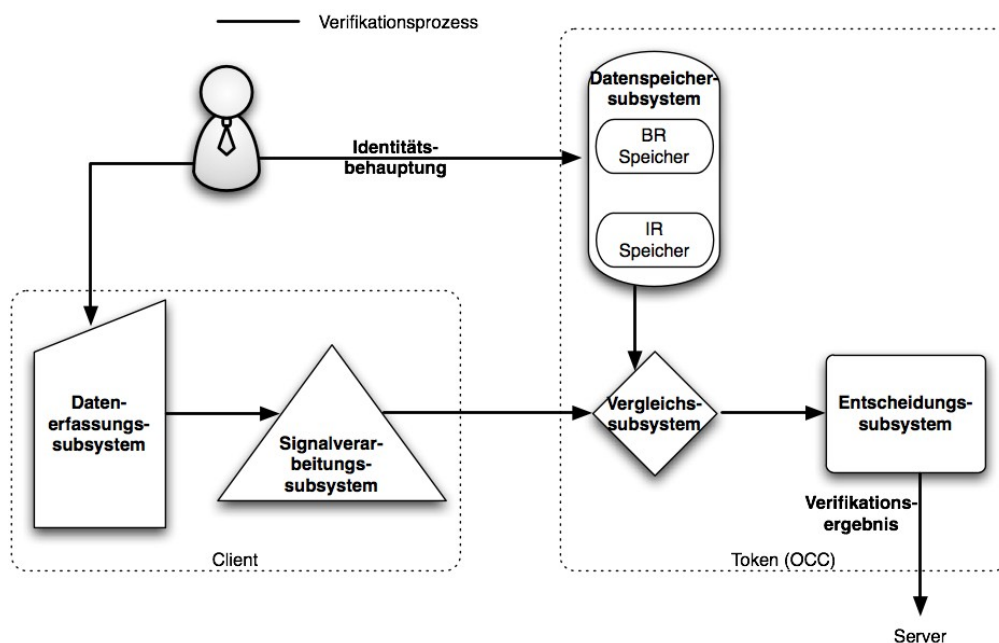 Verifikationsprozess
Datenspeicher-
subsystem
BR
Speicher
Identitäts-
behauptung
IR
Speicher
Daten-
erfassungs-
subsystem
Signalverar-
beitungs-
subsystem
Vergleichs-
subsystem
Entscheidungs-
subsystem
Verifikations-
ergebnis
Client
Token (OCC)
Server